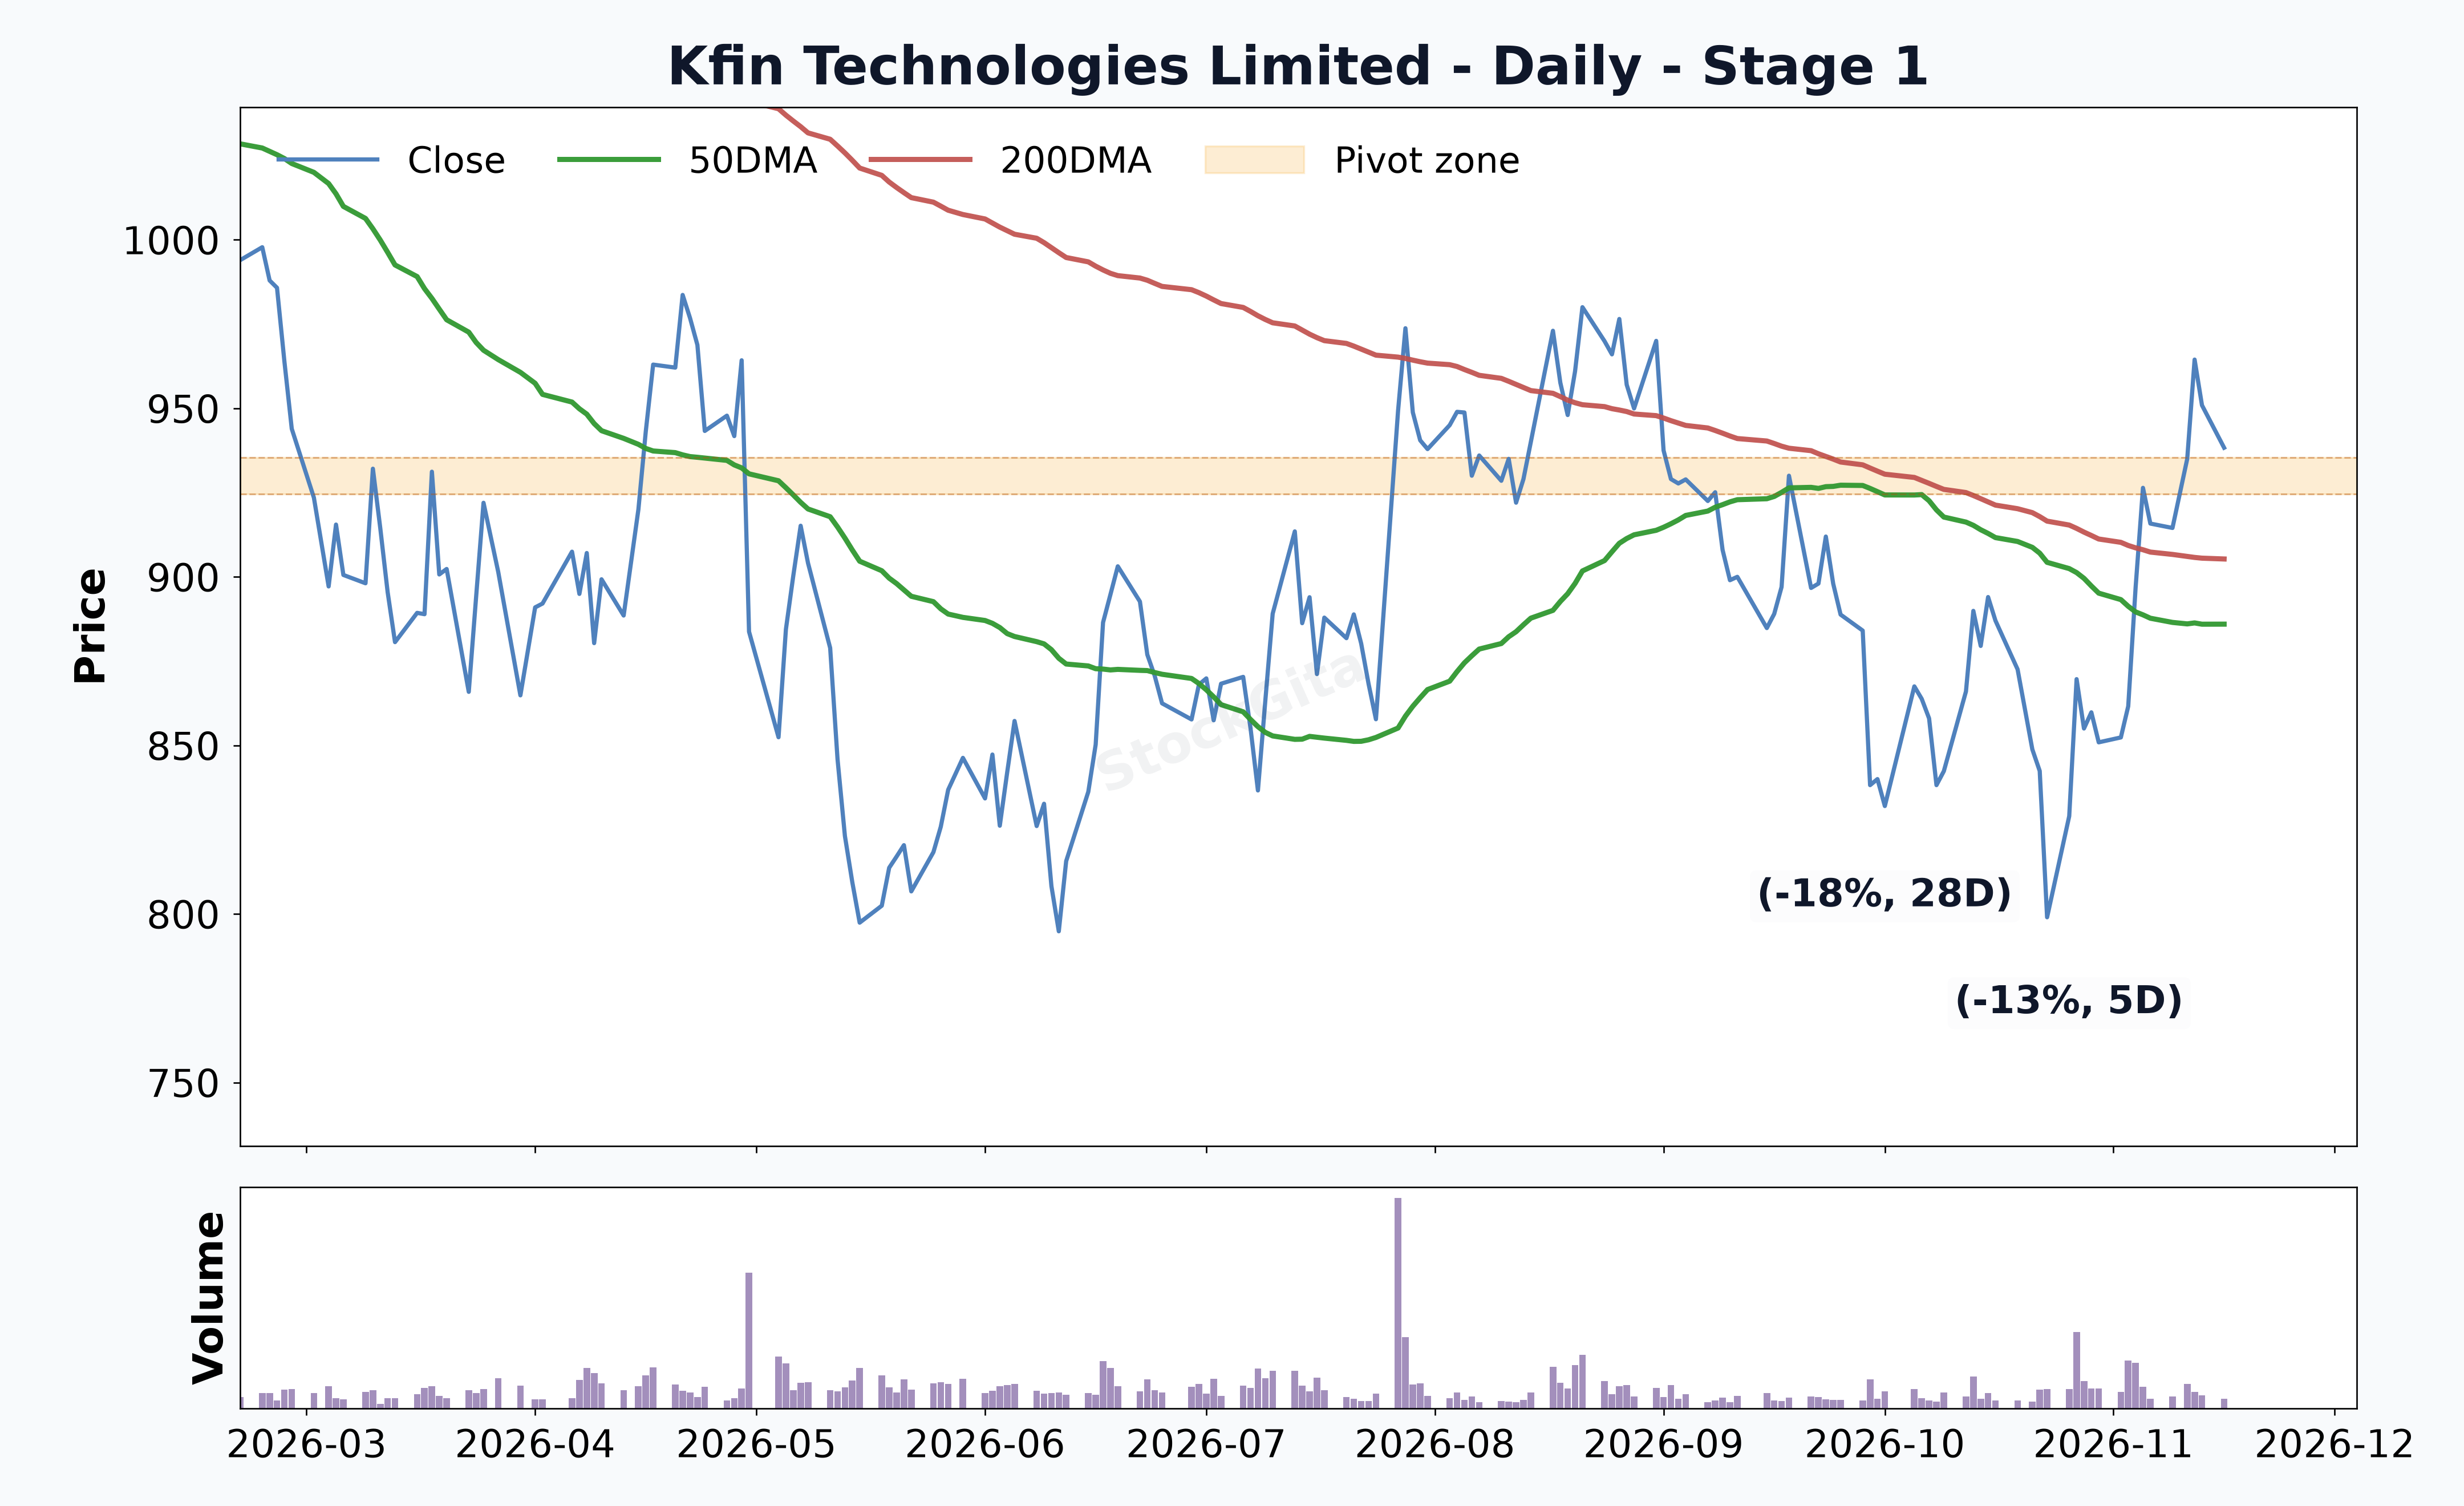 Kfin Technologies Limited - Daily - Stage 1
Close 50DMA 200DMA Pivot zone
1000
950
900
850
800
750
Price
StockGita
(-18%, 28D)
(-13%, 5D)
Volume
2026-03 2026-04 2026-05 2026-06 2026-07 2026-08 2026-09 2026-10 2026-11 2026-12